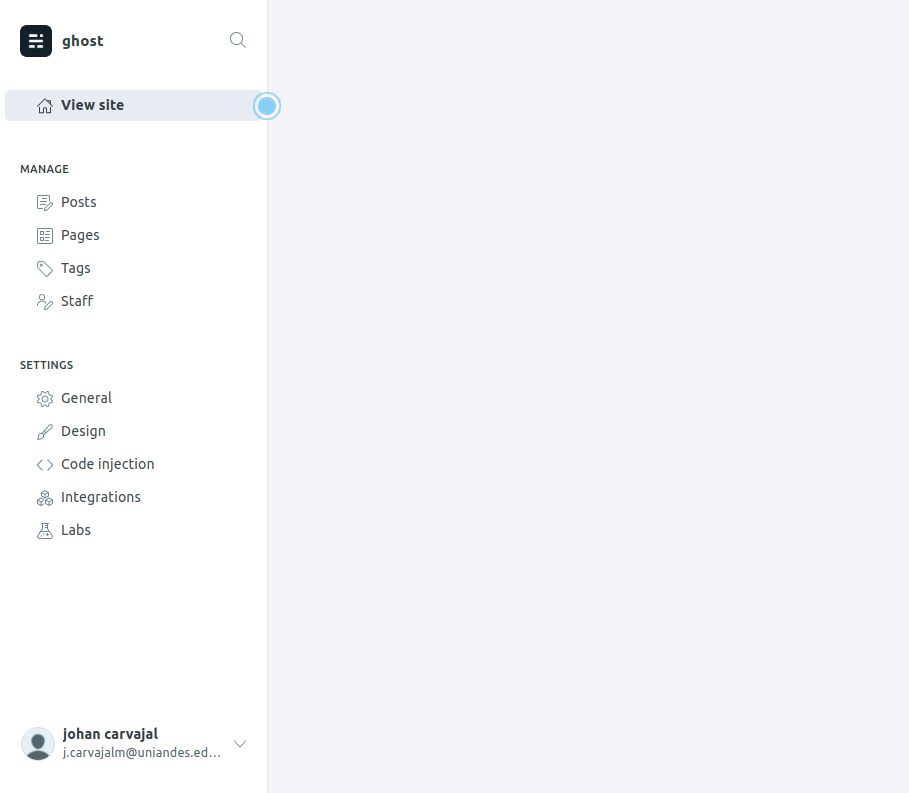 ghost
View site
MANAGE
Posts
Pages
Tags
Staff
SETTINGS
General
Design
Code injection
Integrations
Labs
johan carvajal
j.carvajalm@uniandes.ed...